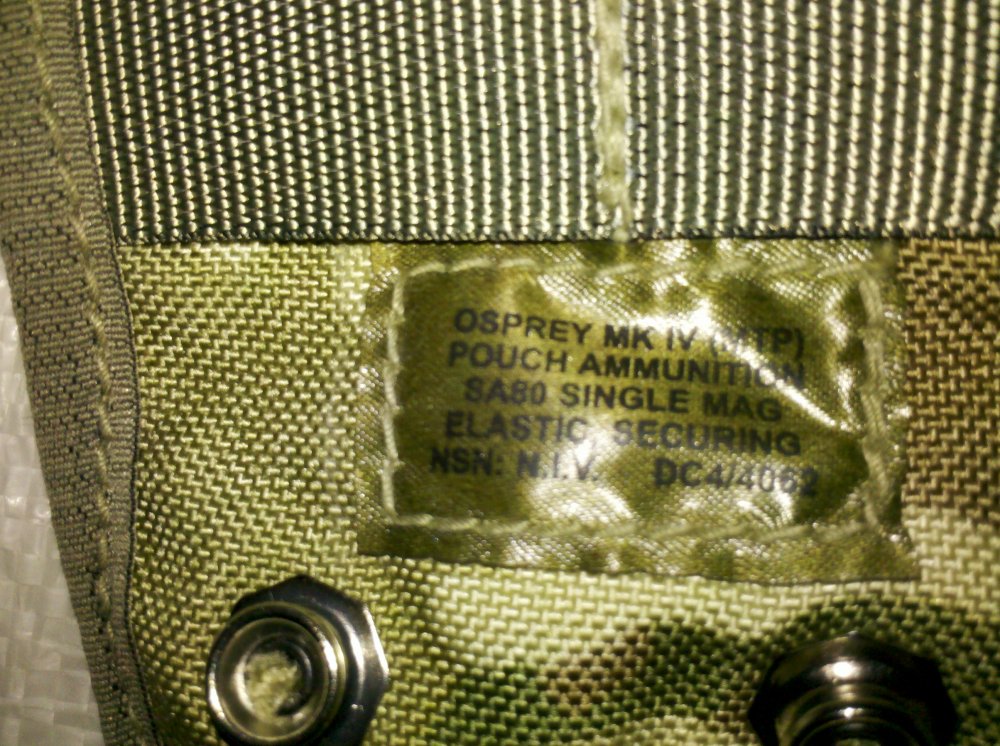 OSPREY MK IV (MTP)
POUCH AMMUNITION
SA80 SINGLE MAG
ELASTIC, SECURING
NSN: N.I.V. DC4/4062